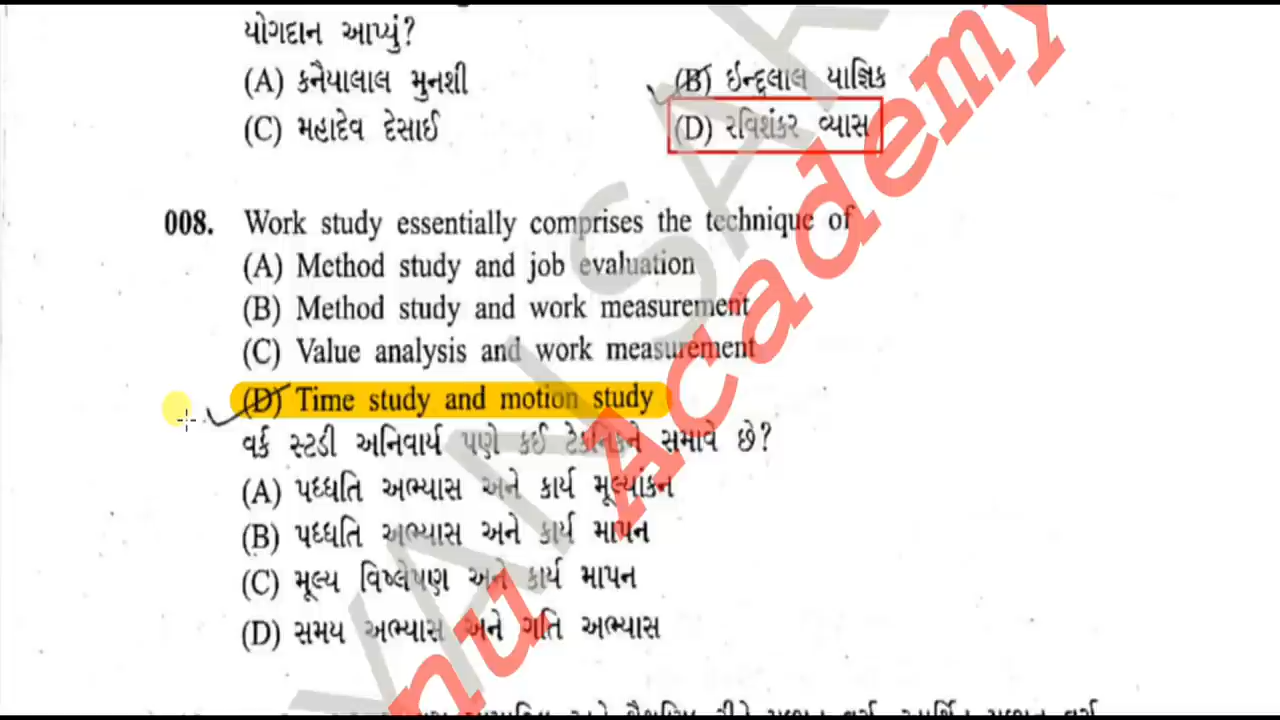 યોગદાન આપ્યું?
(A) કનૈયાલાલ મુનશી
(B) ઈન્દુલાલ યાજ્ઞિક
(C) મહાદેવ દેસાઈ
(D) રવિશંકર વ્યાસ
008. Work study essentially comprises the technique of
(A) Method study and job evaluation
(B) Method study and work measurement
(C) Value analysis and work measurement
(D) Time study and motion study
વર્ક સ્ટડી અનિવાર્ય પણે કઈ ટેકનિકને સમાવે છે?
(A) પધ્ધતિ અભ્યાસ અને કાર્ય મૂલ્યાંકન
(B) પધ્ધતિ અભ્યાસ અને કાર્ય માપન
(C) મૂલ્ય વિષ્લેષણ અને કાર્ય માપન
(D) સમય અભ્યાસ અને ગતિ અભ્યાસ
nu Academy